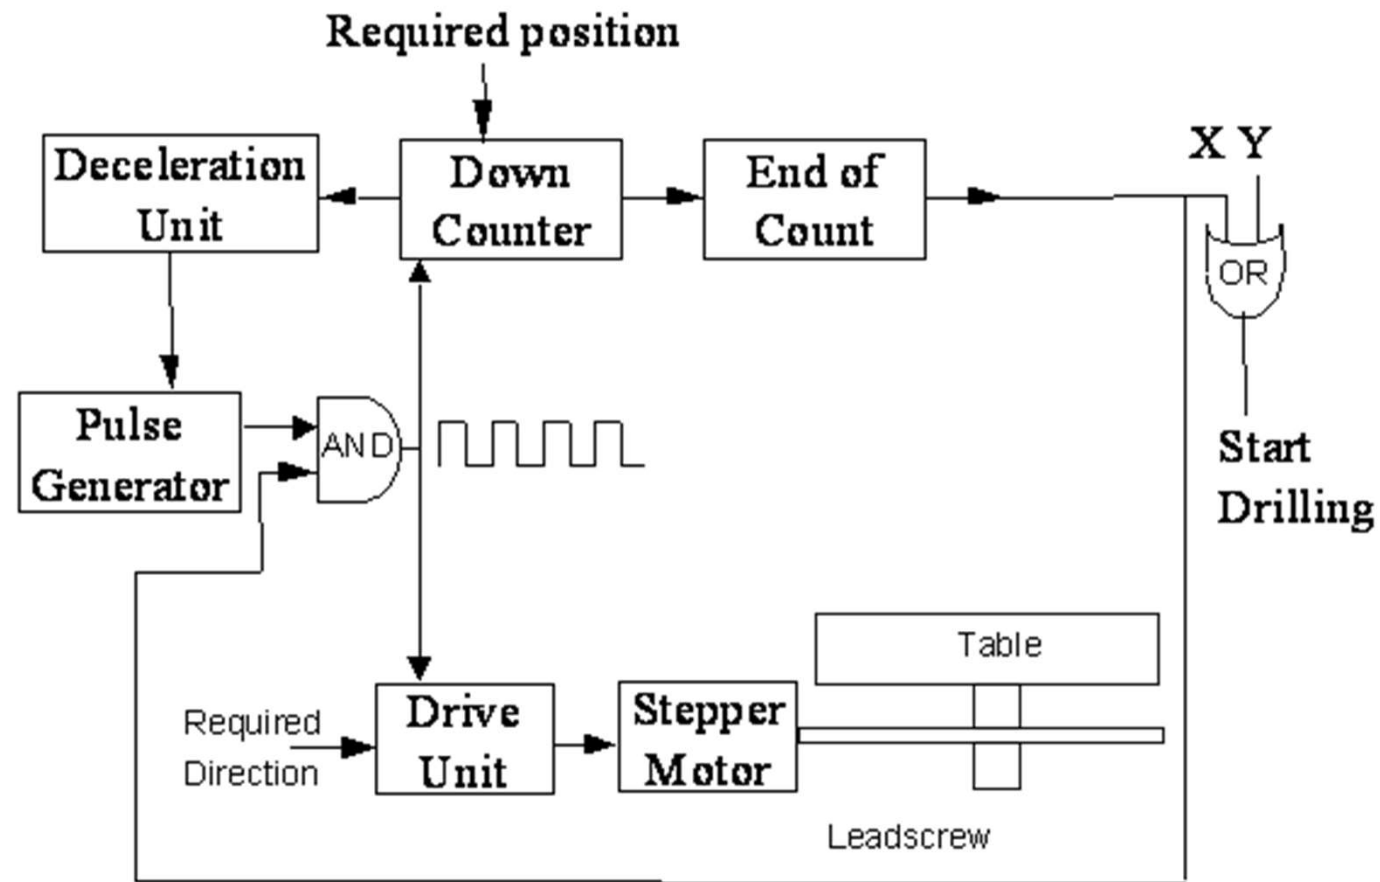 Required position
Deceleration
Unit
Down
Counter
End of
Count
X Y
OR
Pulse
Generator
AND
Start
Drilling
Required
Direction
Drive
Unit
Stepper
Motor
Table
Leadscrew